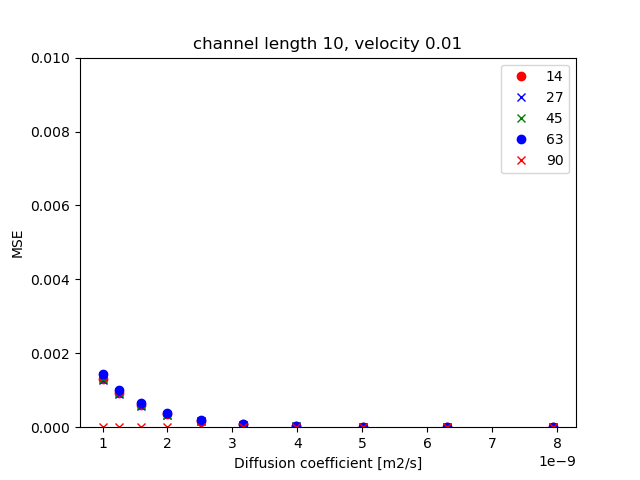 channel length 10, velocity 0.01
0.010
0.008
0.006
0.004
0.002
0.000
MSE
14
27
45
63
90
1 2 3 4 5 6 7 8
1e−9
Diffusion coefficient [m2/s]